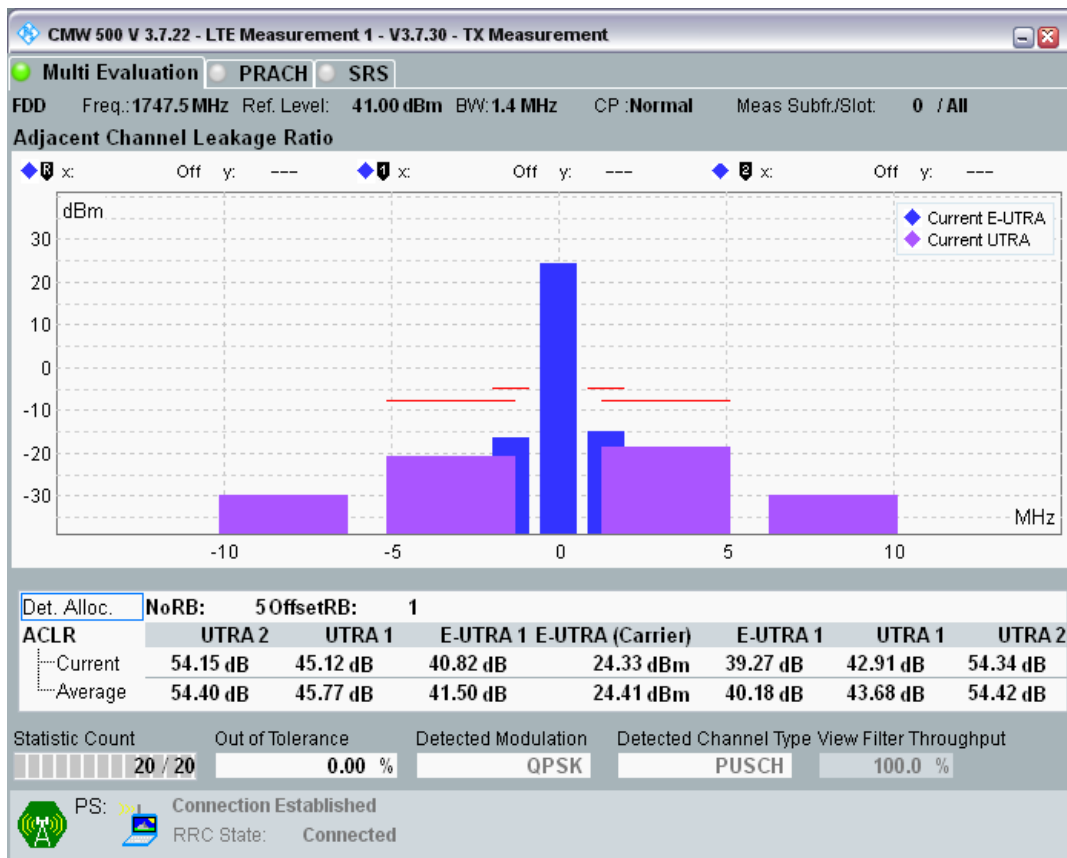 CMW 500 V 3.7.22 - LTE Measurement 1 - V3.7.30 - TX Measurement
Multi Evaluation PRACH SRS
FDD Freq.: 1747.5 MHz Ref. Level: 41.00 dBm BW: 1.4 MHz CP :Normal Meas Subfr./Slot: 0 / All
Adjacent Channel Leakage Ratio
R x: Off y: --- 1 x: Off y: --- 2 x: Off y: ---
dBm
Current E-UTRA
Current UTRA
30
20
10
0
-10
-20
-30
MHz
-10 -5 0 5 10
Det. Alloc. NoRB: 5 OffsetRB: 1
ACLR UTRA 2 UTRA 1 E-UTRA 1 E-UTRA (Carrier) E-UTRA 1 UTRA 1 UTRA 2
Current 54.15 dB 45.12 dB 40.82 dB 24.33 dBm 39.27 dB 42.91 dB 54.34 dB
Average 54.40 dB 45.77 dB 41.50 dB 24.41 dBm 40.18 dB 43.68 dB 54.42 dB
Statistic Count Out of Tolerance Detected Modulation Detected Channel Type View Filter Throughput
20 / 20 0.00 % QPSK PUSCH 100.0 %
PS: Connection Established
RRC State: Connected